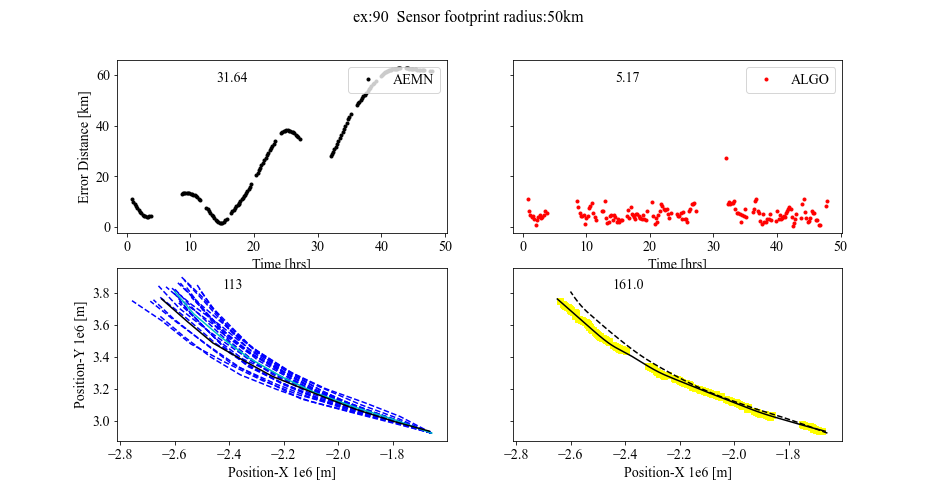 ex:90  Sensor footprint radius:50km
31.64
AEMN
60
40
20
0
Error Distance [km]
0 10 20 30 40 50
Time [hrs]
5.17
ALGO
0 10 20 30 40 50
Time [hrs]
113
3.8
3.6
3.4
3.2
3.0
Position-Y 1e6 [m]
−2.8 −2.6 −2.4 −2.2 −2.0 −1.8
Position-X 1e6 [m]
161.0
−2.8 −2.6 −2.4 −2.2 −2.0 −1.8
Position-X 1e6 [m]